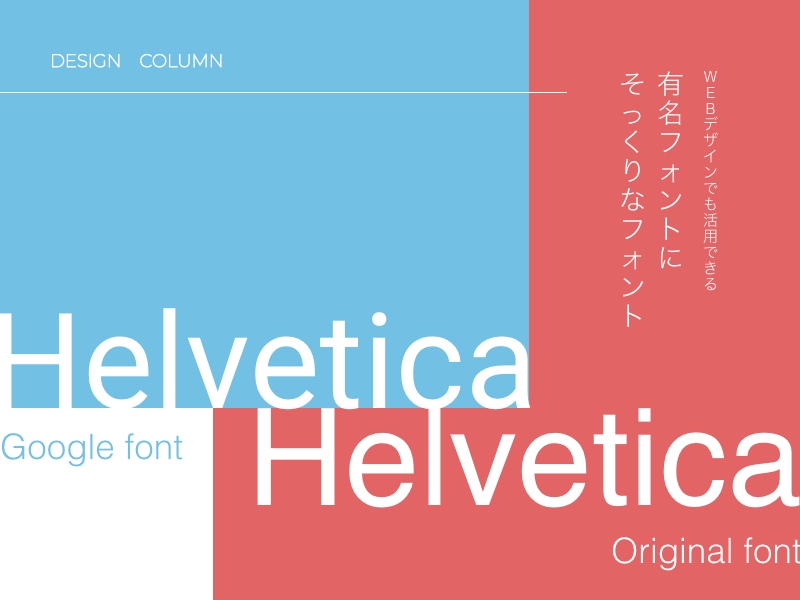 DESIGN COLUMN
WEBデザインでも活用できる
有名フォントに
そっくりなフォント
Helvetica
Google font
Helvetica
Original font